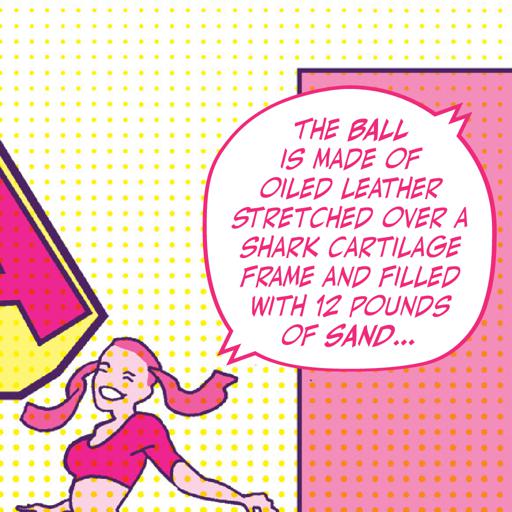 THE BALL
IS MADE OF
OILED LEATHER
STRETCHED OVER A
SHARK CARTILAGE
FRAME AND FILLED
WITH 12 POUNDS
OF SAND...